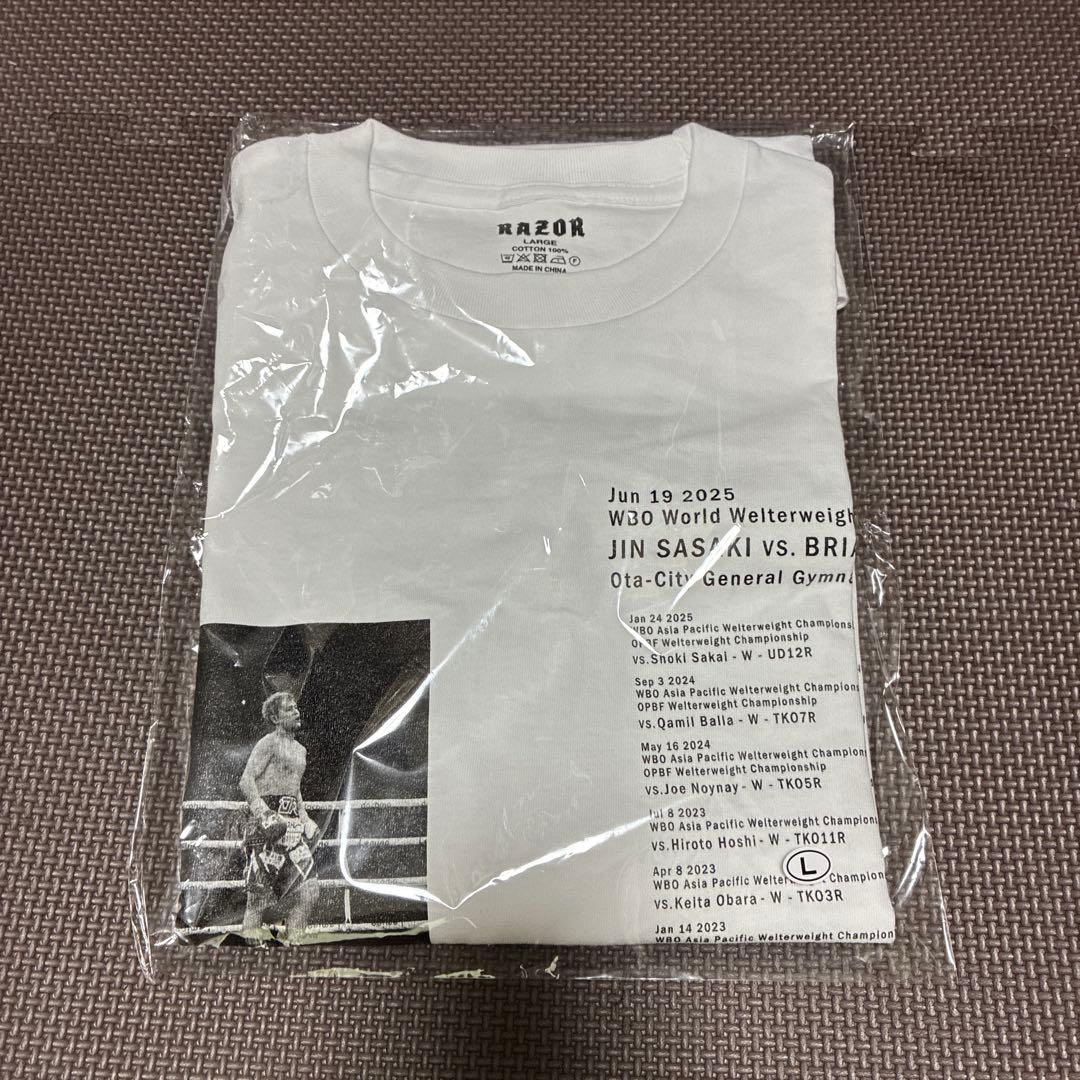 RAZOR
LARGE
COTTON 100%
MADE IN CHINA
Jun 19 2025
WBO World Welterweigh
JIN SASAKI vs. BRIA
Ota-City General Gymna
Jan 24 2025
WBO Asia Pacific Welterweight Champions
OPBF Welterweight Championship
vs.Shoki Sakai - W - UD12R
Sep 3 2024
WBO Asia Pacific Welterweight Champion
OPBF Welterweight Championship
vs.Qamil Balla - W - TKO7R
May 16 2024
WBO Asia Pacific Welterweight Champion
OPBF Welterweight Championship
vs.Joe Noynay - W - TKO5R
Jul 8 2023
WBO Asia Pacific Welterweight Champion
vs.Hiroto Hoshi - W - TKO11R
L
Apr 8 2023
WBO Asia Pacific Welter Champion
vs.Keita Obara - W - TKO3R
Jan 14 2023
WBO Asia Pacific Welterweight Champion